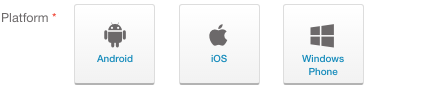 Platform *
Android
iOS
Windows
Phone